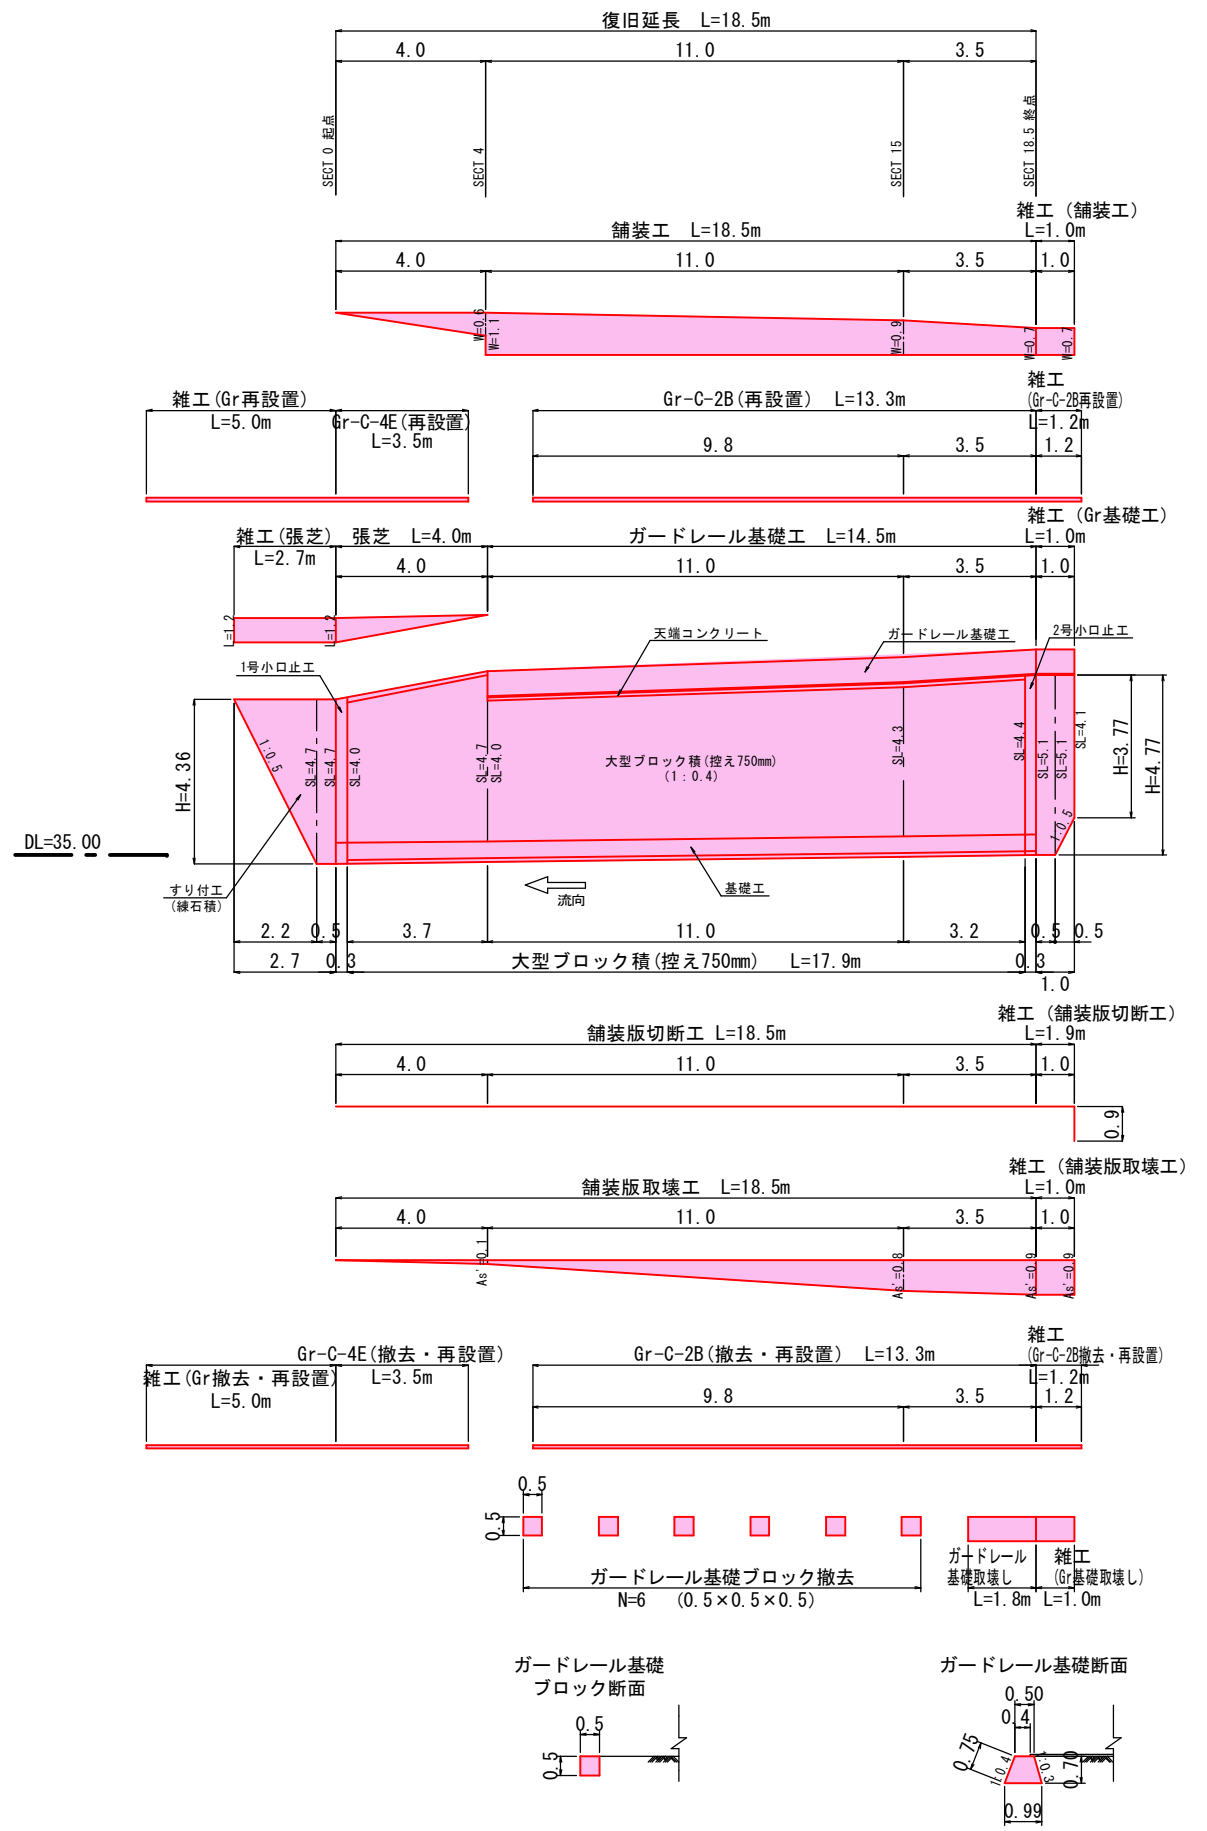 復旧延長 L=18.5m
4.0 11.0 3.5
SECT 0 起点
SECT 4
SECT 15
SECT 18.5 終点
雑工 (舗装工)
舗装工 L=18.5m
L=1.0m
4.0 11.0 3.5 1.0
W=0.6
W=1.1
W=0.9
W=0.7
W=0.7
雑工(Gr再設置)
L=5.0m
Gr-C-4E(再設置)
L=3.5m
Gr-C-2B(再設置) L=13.3m
雑工
(Gr-C-2B再設置)
L=1.2m
9.8 3.5 1.2
雑工(張芝)
L=2.7m
張芝 L=4.0m
ガードレール基礎工 L=14.5m
雑工 (Gr基礎工)
L=1.0m
4.0 11.0 3.5 1.0
L=1.2
L=1.2
天端コンクリート
ガードレール基礎工
2号小口止工
1号小口止工
H=4.36
1:0.5
SL=4.7
SL=4.7
SL=4.0
SL=4.7
SL=4.0
大型ブロック積(控え750mm)
(1:0.4)
SL=4.3
SL=4.4
SL=5.1
SL=5.1
SL=4.1
H=3.77
H=4.77
1:0.5
DL=35.00
すり付工
(練石積)
流向
基礎工
2.2 0.5 3.7 11.0 3.2 0.5 0.5
2.7 0.3 大型ブロック積(控え750mm) L=17.9m 0.3
1.0
雑工 (舗装版切断工)
舗装版切断工 L=18.5m
L=1.9m
4.0 11.0 3.5 1.0
0.9
雑工 (舗装版取壊工)
舗装版取壊工 L=18.5m
L=1.0m
4.0 11.0 3.5 1.0
As'=0.1
As'=0.8
As'=0.9
As'=0.9
Gr-C-4E(撤去・再設置)
L=3.5m
雑工(Gr撤去・再設置)
L=5.0m
Gr-C-2B(撤去・再設置) L=13.3m
雑工
(Gr-C-2B撤去・再設置)
L=1.2m
9.8 3.5 1.2
0.5
0.5
ガードレール基礎ブロック撤去
N=6 (0.5×0.5×0.5)
ガードレール
基礎取壊し
L=1.8m
雑工
(Gr基礎取壊し)
L=1.0m
ガードレール基礎
ブロック断面
0.5
0.5
ガードレール基礎断面
0.50
0.4
0.75
1:0.4
1:0.3
0.70
0.99